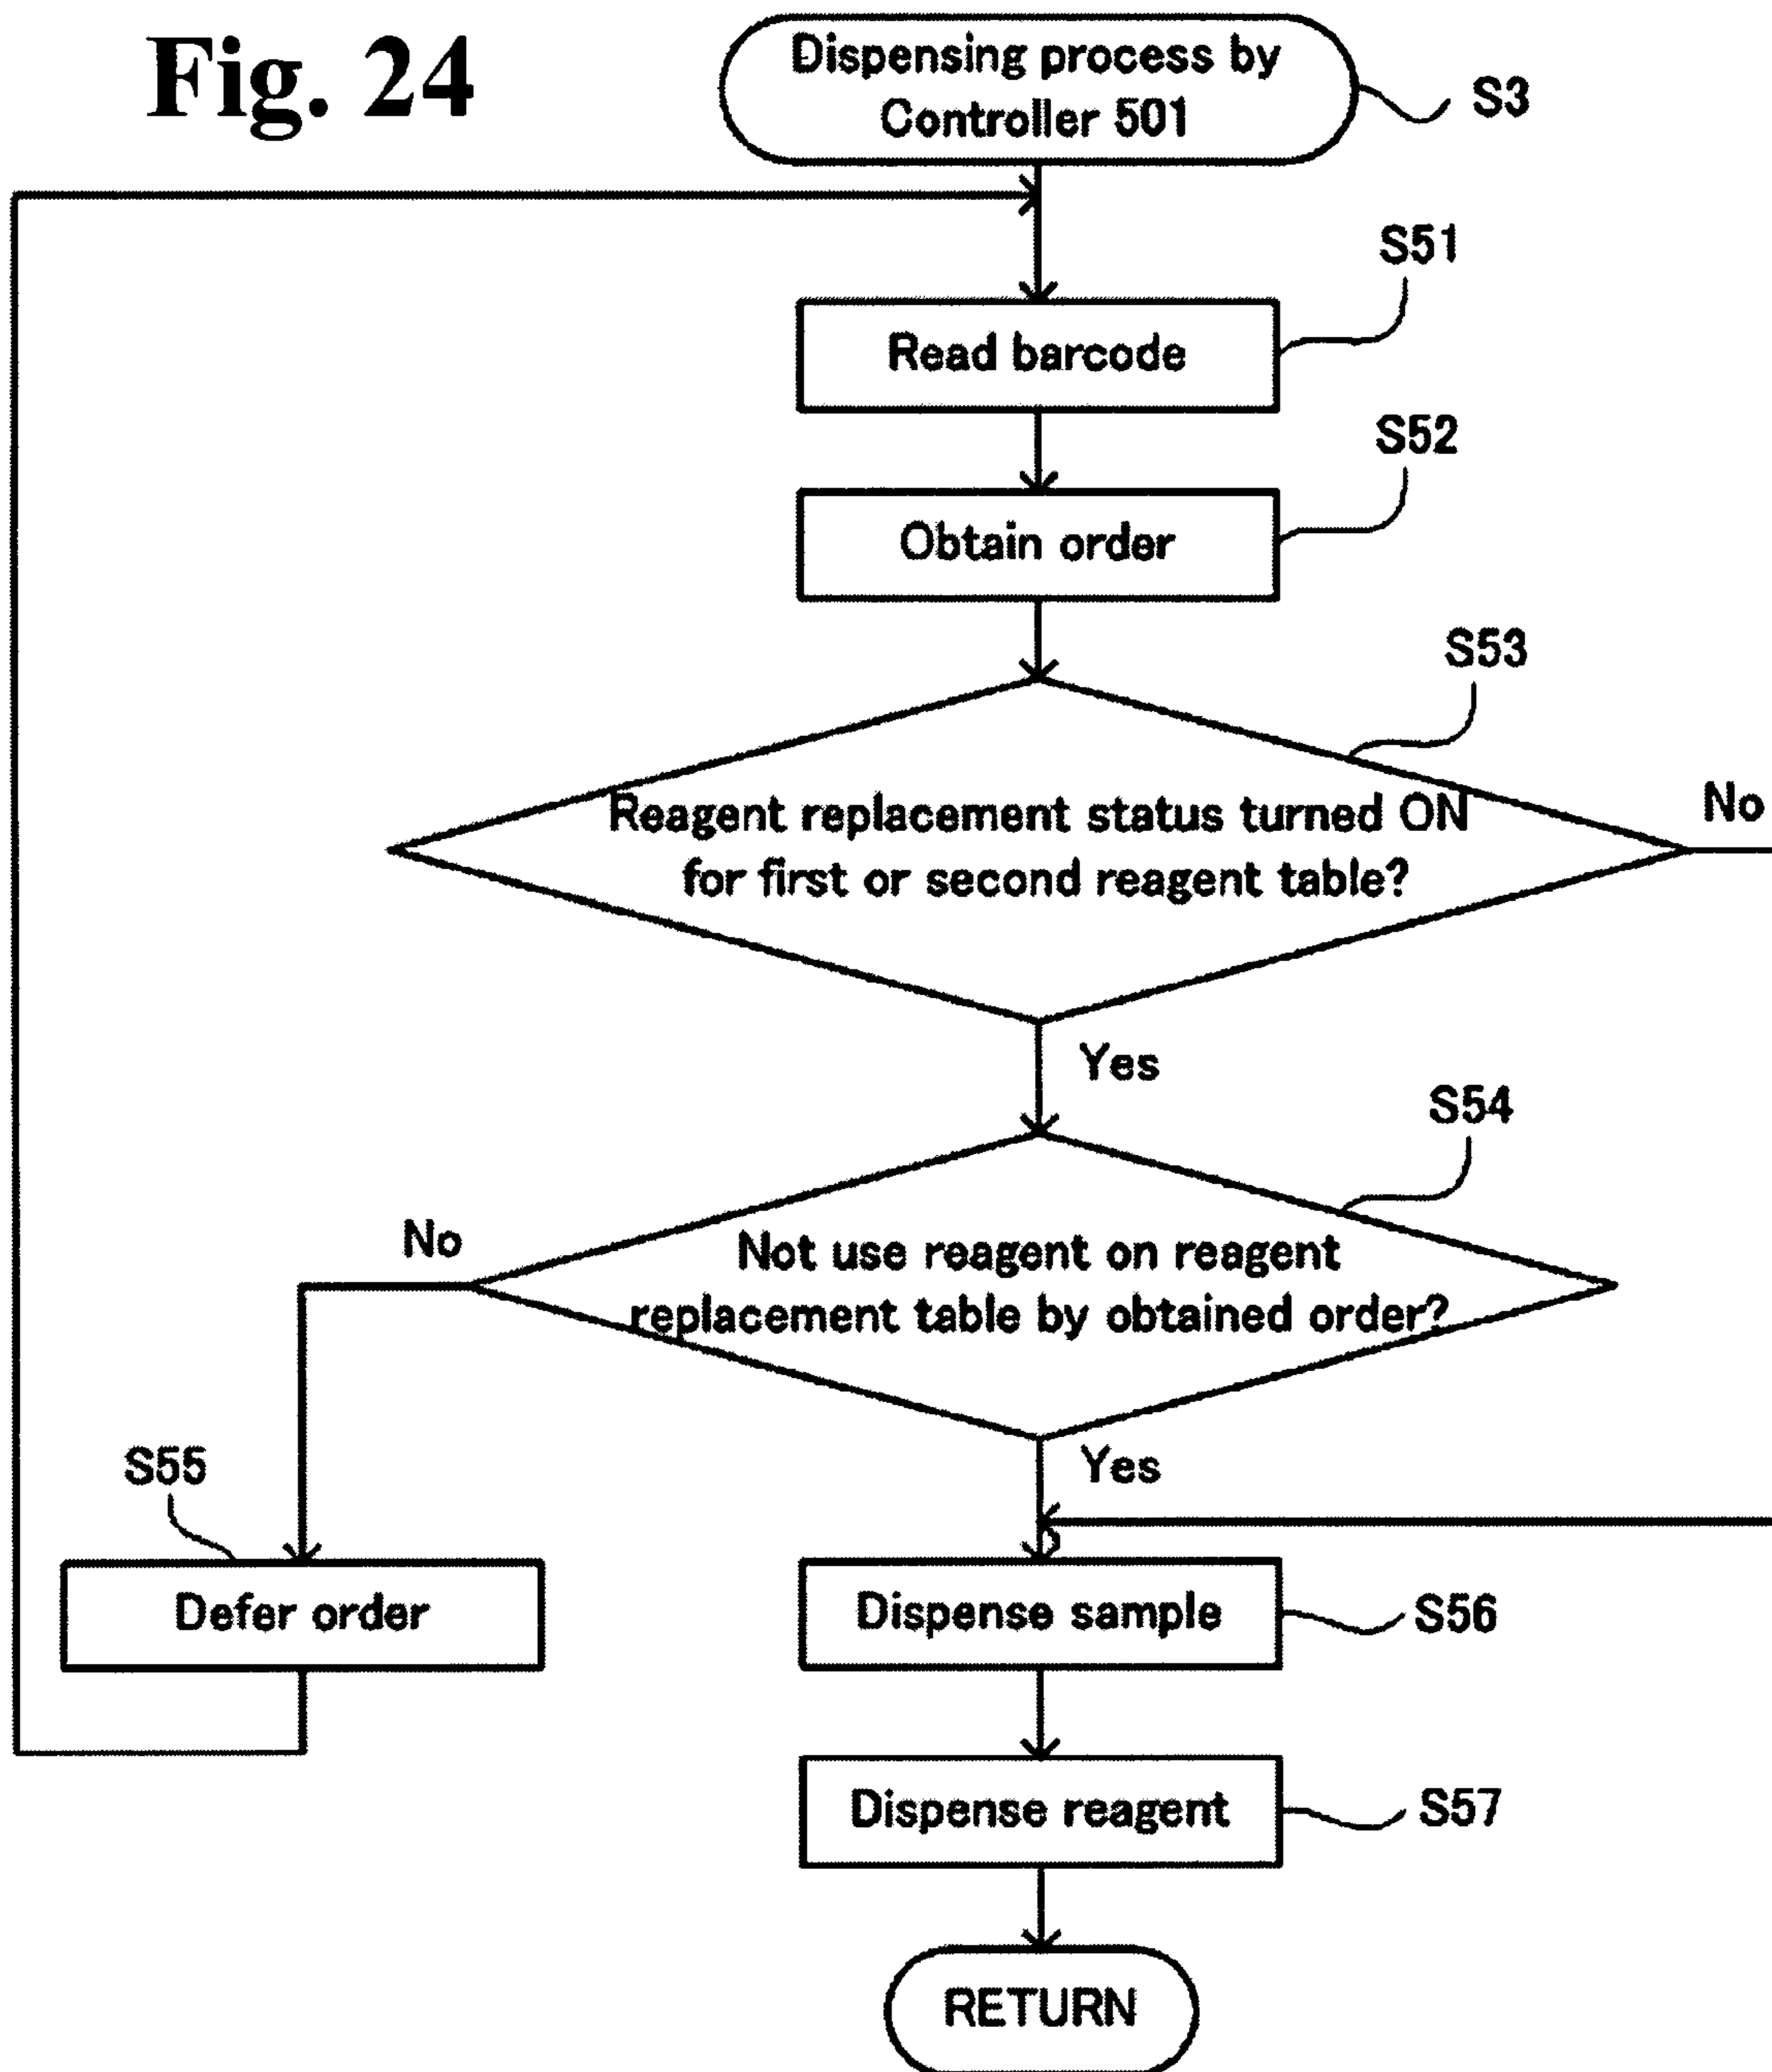 Fig. 24
Dispensing process by
Controller 501
S3
S51
Read barcode
S52
Obtain order
S53
Reagent replacement status turned ON
for first or second reagent table?
No
Yes
S54
No
Not use reagent on reagent
replacement table by obtained order?
Yes
S55
Defer order
Dispense sample
S56
Dispense reagent
S57
RETURN